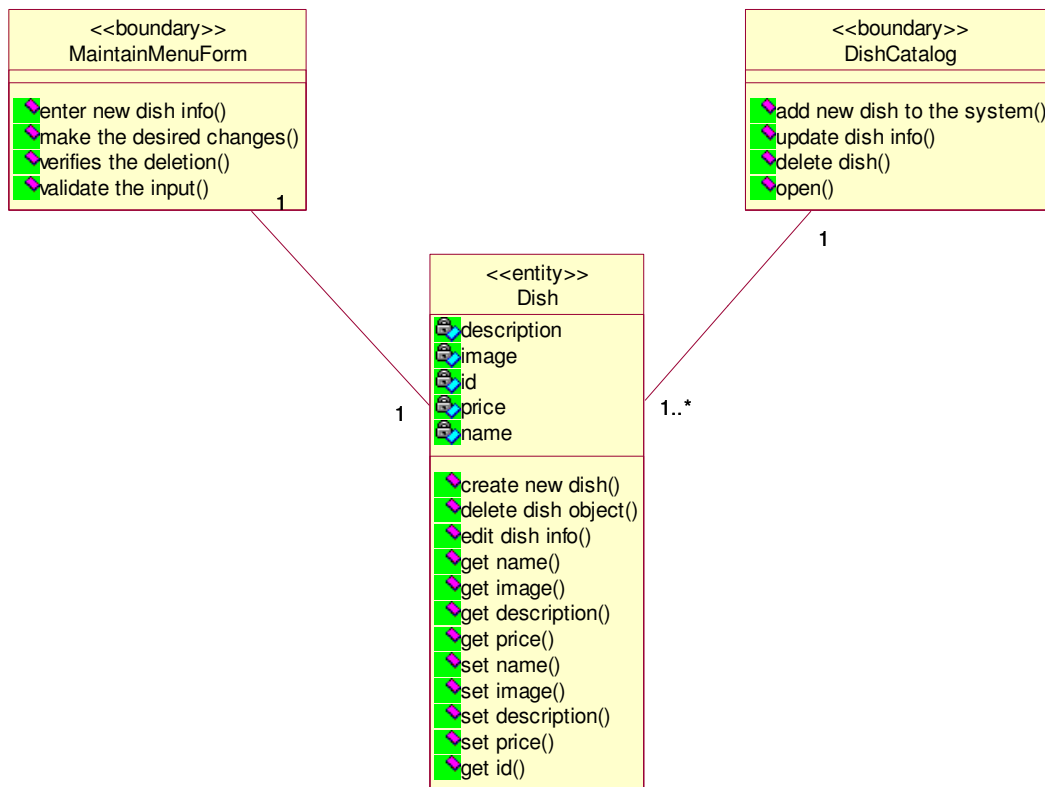 <<boundary>>
MaintainMenuForm
enter new dish info()
make the desired changes()
verifies the deletion()
validate the input()
1
<<boundary>>
DishCatalog
add new dish to the system()
update dish info()
delete dish()
open()
1
<<entity>>
Dish
description
image
id
price
name
1
1..*
create new dish()
delete dish object()
edit dish info()
get name()
get image()
get description()
get price()
set name()
set image()
set description()
set price()
get id()